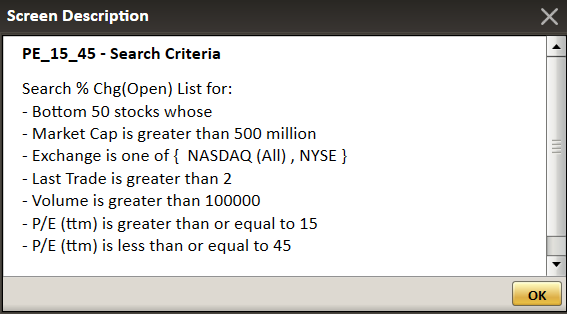 Screen Description
PE_15_45 - Search Criteria
Search % Chg(Open) List for:
- Bottom 50 stocks whose
- Market Cap is greater than 500 million
- Exchange is one of {  NASDAQ (All) , NYSE }
- Last Trade is greater than 2
- Volume is greater than 100000
- P/E (ttm) is greater than or equal to 15
- P/E (ttm) is less than or equal to 45
OK